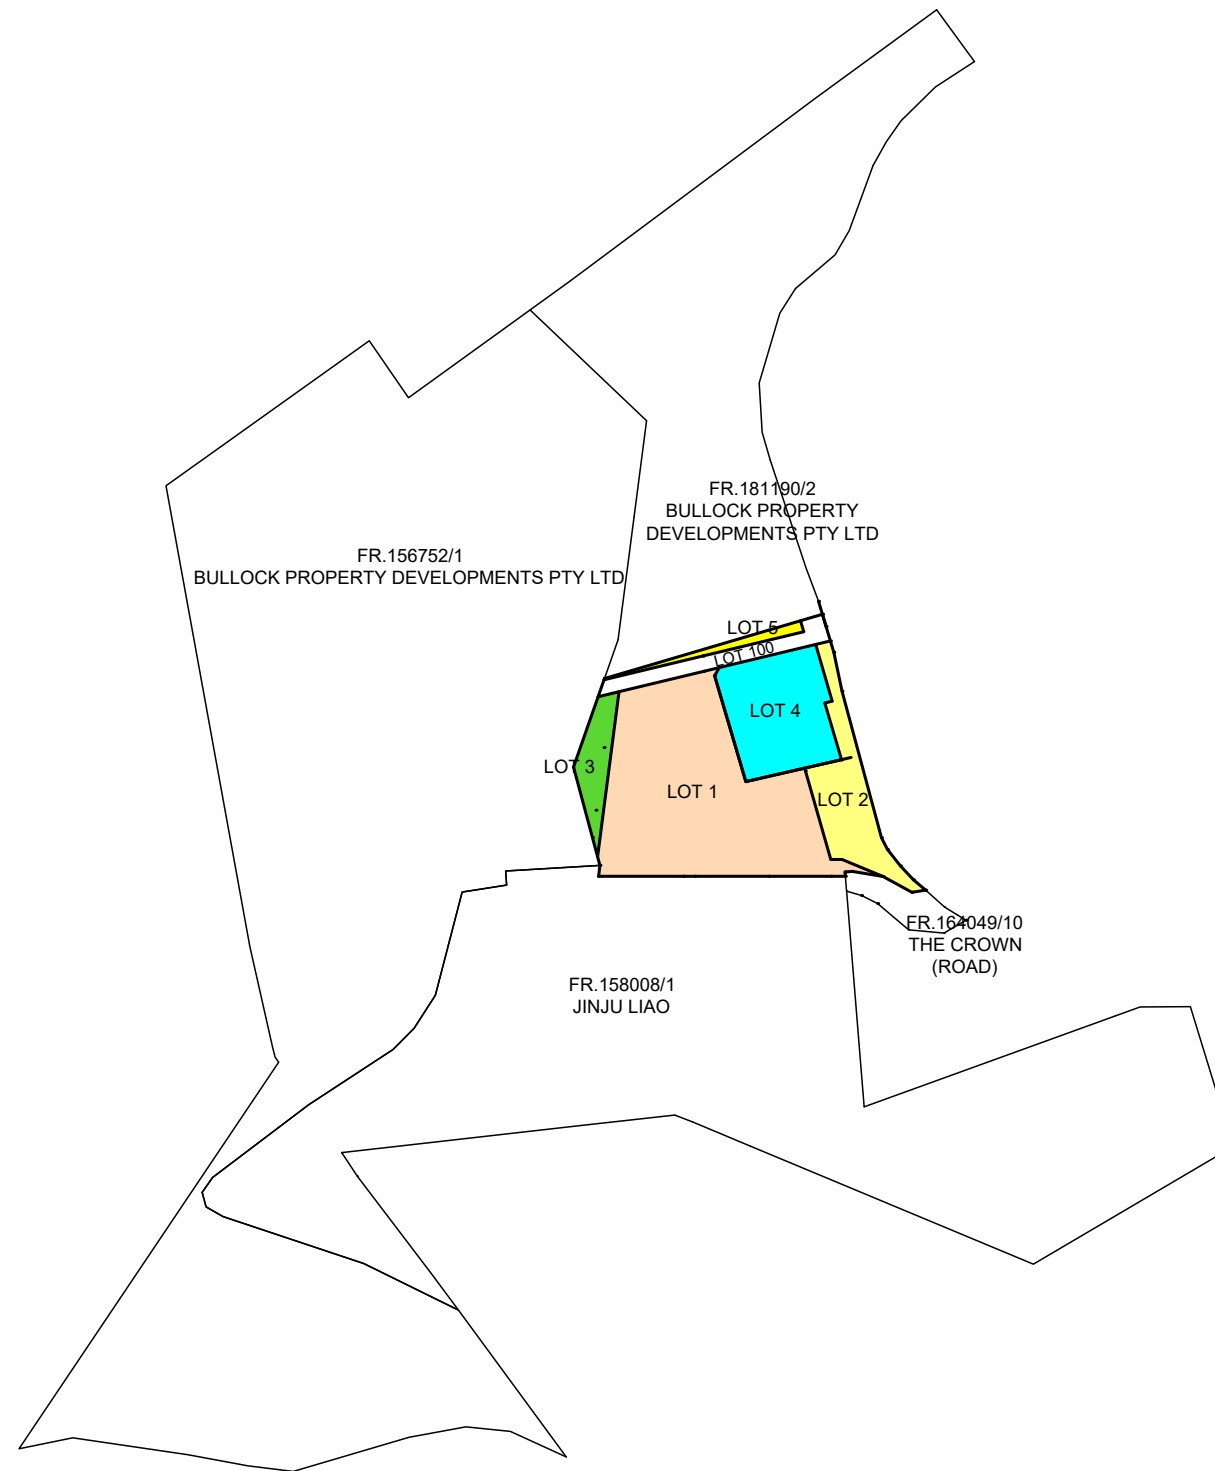 FR.181190/2
BULLOCK PROPERTY
DEVELOPMENTS PTY LTD
FR.156752/1
BULLOCK PROPERTY DEVELOPMENTS PTY LTD
LOT 5
LOT 100
LOT 4
LOT 3
LOT 1
LOT 2
FR.164049/10
THE CROWN
(ROAD)
FR.158008/1
JINJU LIAO